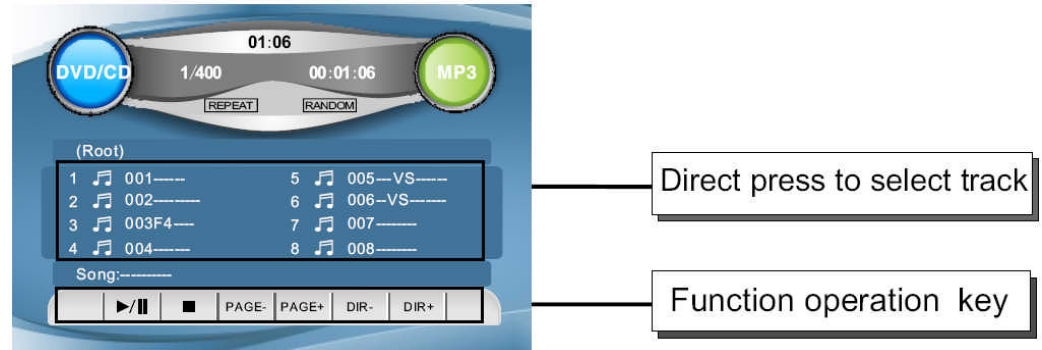 01:06
DVD/CD 1/400 00:01:06 MP3
REPEAT RANDOM
(Root)
1 001------ 5 005---VS------
2 002--------- 6 006--VS-------
3 003F4---- 7 007--------
4 004------- 8 008--------
Song:----------
PAGE- PAGE+ DIR- DIR+
Direct press to select track
Function operation key